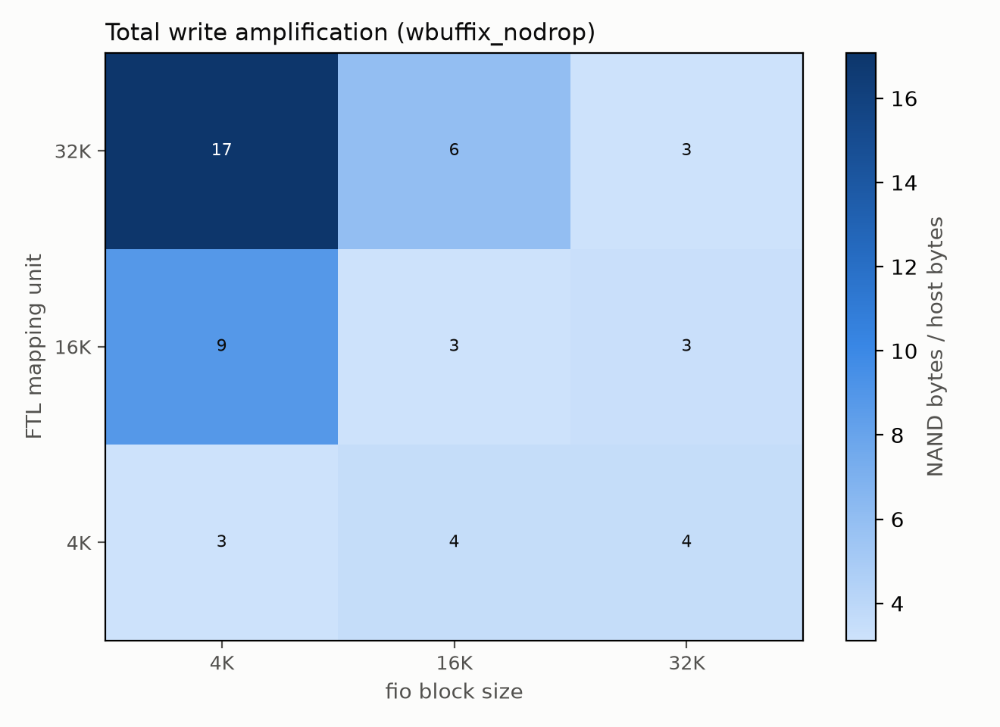 Total write amplification (wbuffix_nodrop)
32K
17
6
3
16K
9
3
3
4K
3
4
4
4K
16K
32K
fio block size
FTL mapping unit
16
14
12
10
8
6
4
NAND bytes / host bytes